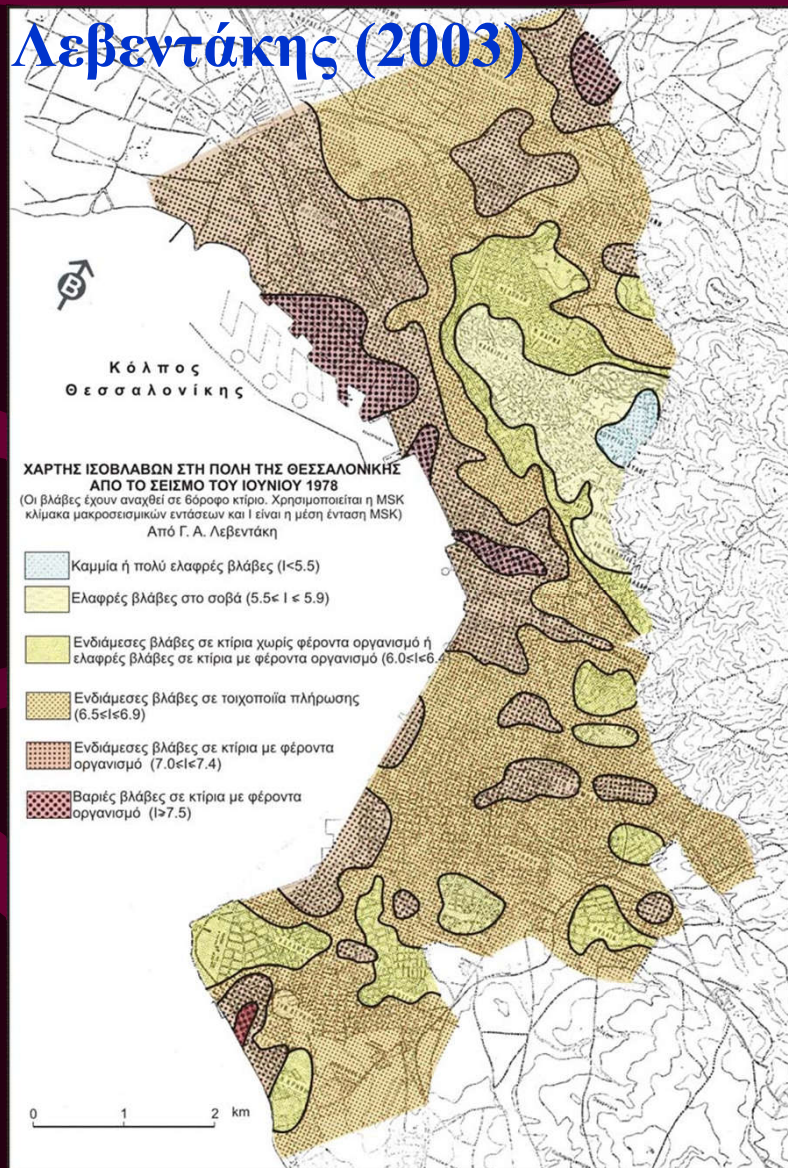 Λεβεντάκης (2003)
Β
Κόλπος
Θεσσαλονίκης
ΧΑΡΤΗΣ ΙΣΟΒΛΑΒΩΝ ΣΤΗ ΠΟΛΗ ΤΗΣ ΘΕΣΣΑΛΟΝΙΚΗΣ
ΑΠΟ ΤΟ ΣΕΙΣΜΟ ΤΟΥ ΙΟΥΝΙΟΥ 1978
(Οι βλάβες έχουν αναχθεί σε 6όροφο κτίριο. Χρησιμοποιείται η MSK
κλίμακα μακροσεισμικών εντάσεων και Ι είναι η μέση ένταση MSK)
Από Γ. Α. Λεβεντάκη
Καμμία ή πολύ ελαφρές βλάβες (I<5.5)
Ελαφρές βλάβες στο σοβά (5.5≤ I ≤ 5.9)
Ενδιάμεσες βλάβες σε κτίρια χωρίς φέροντα οργανισμό ή
ελαφρές βλάβες σε κτίρια με φέροντα οργανισμό (6.0≤I≤6.
Ενδιάμεσες βλάβες σε τοιχοποιϊα πλήρωσης
(6.5≤I≤6.9)
Ενδιάμεσες βλάβες σε κτίρια με φέροντα
οργανισμό (7.0≤I≤7.4)
Βαριές βλάβες σε κτίρια με φέροντα
οργανισμό (I≥7.5)
0 1 2 km